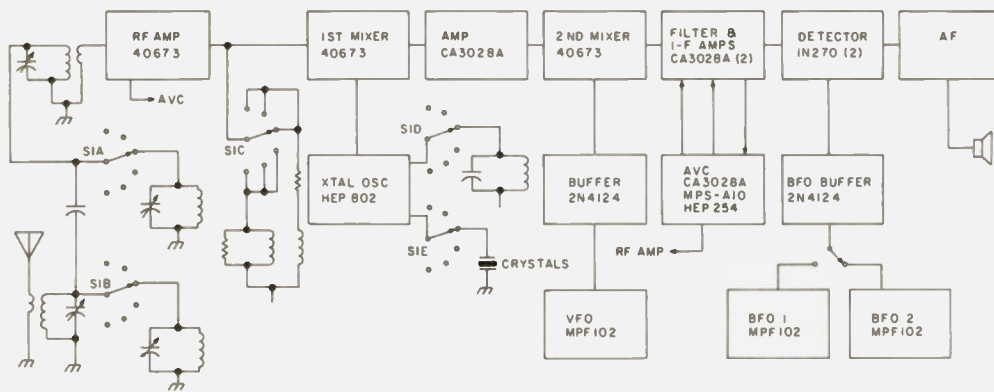 RF AMP
40673
1ST MIXER
40673
AMP
CA3028A
2ND MIXER
40673
FILTER &
I-F AMPS
CA3028A (2)
DETECTOR
IN270 (2)
AF
AVC
S1A
S1C
S1D
XTAL OSC
HEP 802
BUFFER
2N4124
AVC
CA3028A
MPS-A10
HEP 254
BFO BUFFER
2N4124
S1E
RF AMP
CRYSTALS
S1B
VFO
MPF102
BFO 1
MPF102
BFO 2
MPF102